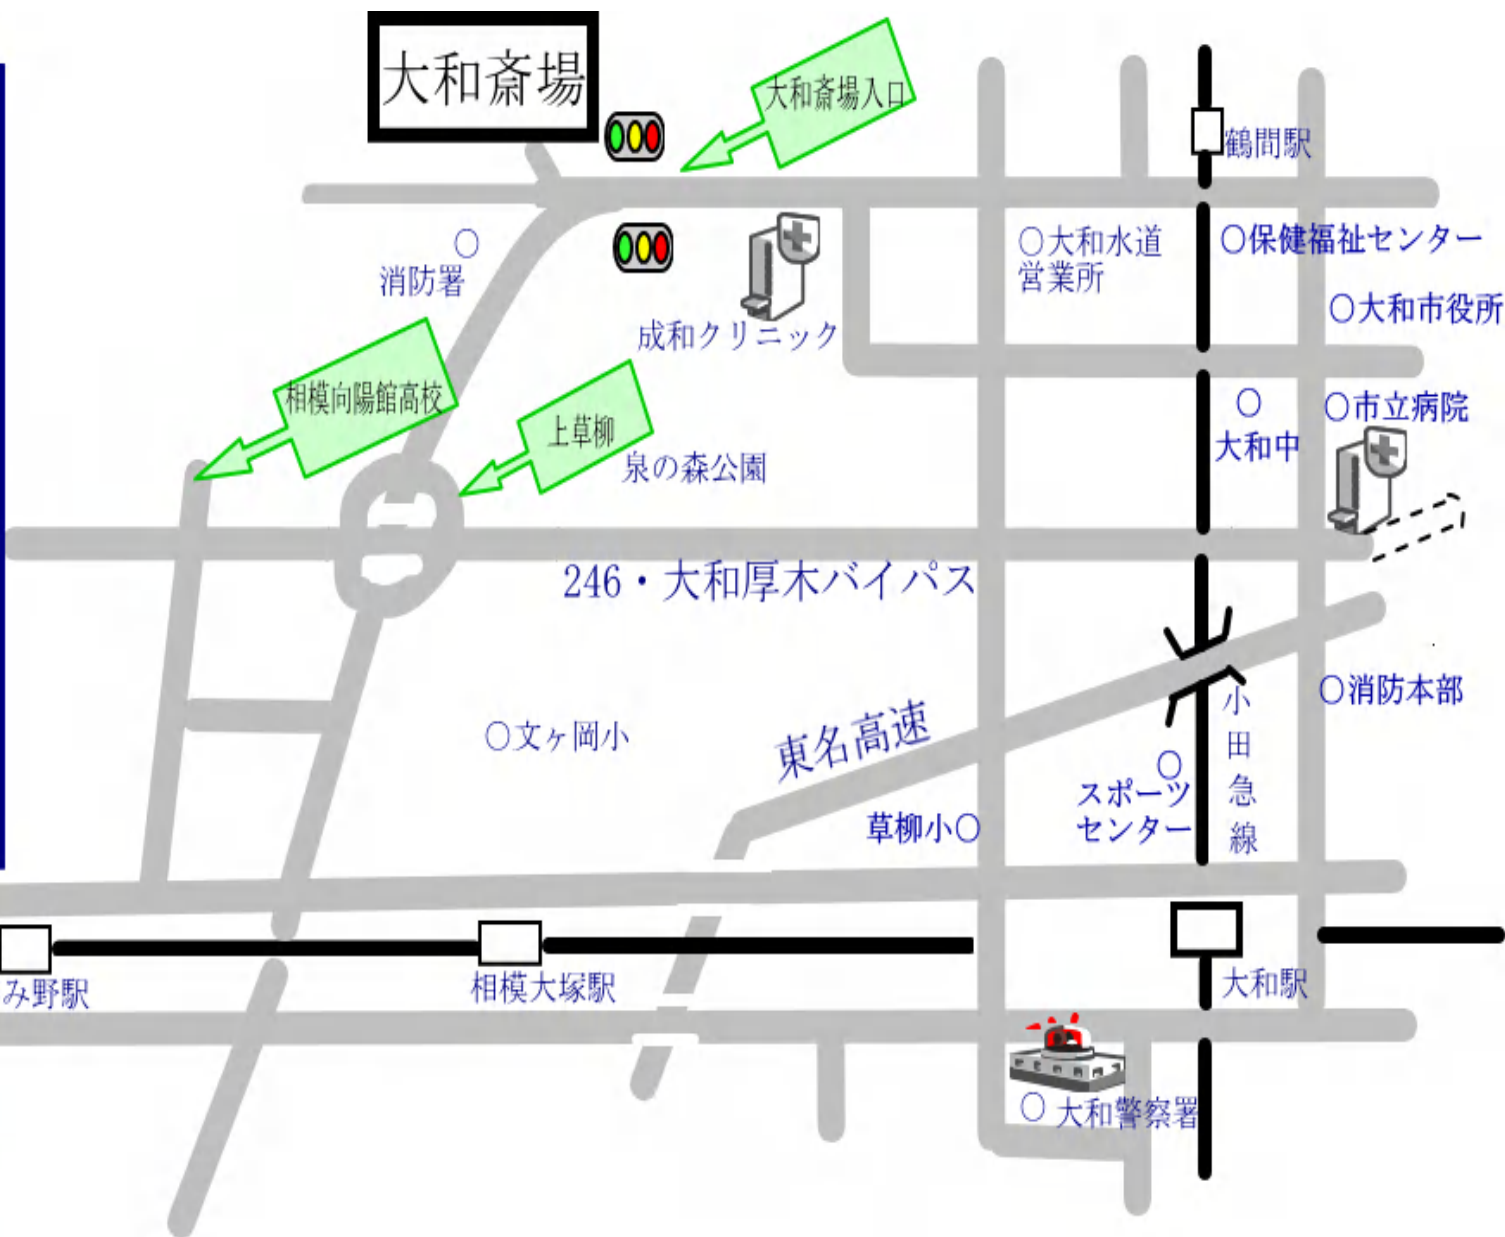 大和斎場
大和斎場入口
鶴間駅
消防署
成和クリニック
○大和水道
営業所
○保健福祉センター
○大和市役所
相模向陽館高校
上草柳
泉の森公園
大和中
○市立病院
246・大和厚木バイパス
○文ヶ岡小
東名高速
草柳小○
スポーツ
センター
小田急線
○消防本部
み野駅
相模大塚駅
大和駅
○ 大和警察署